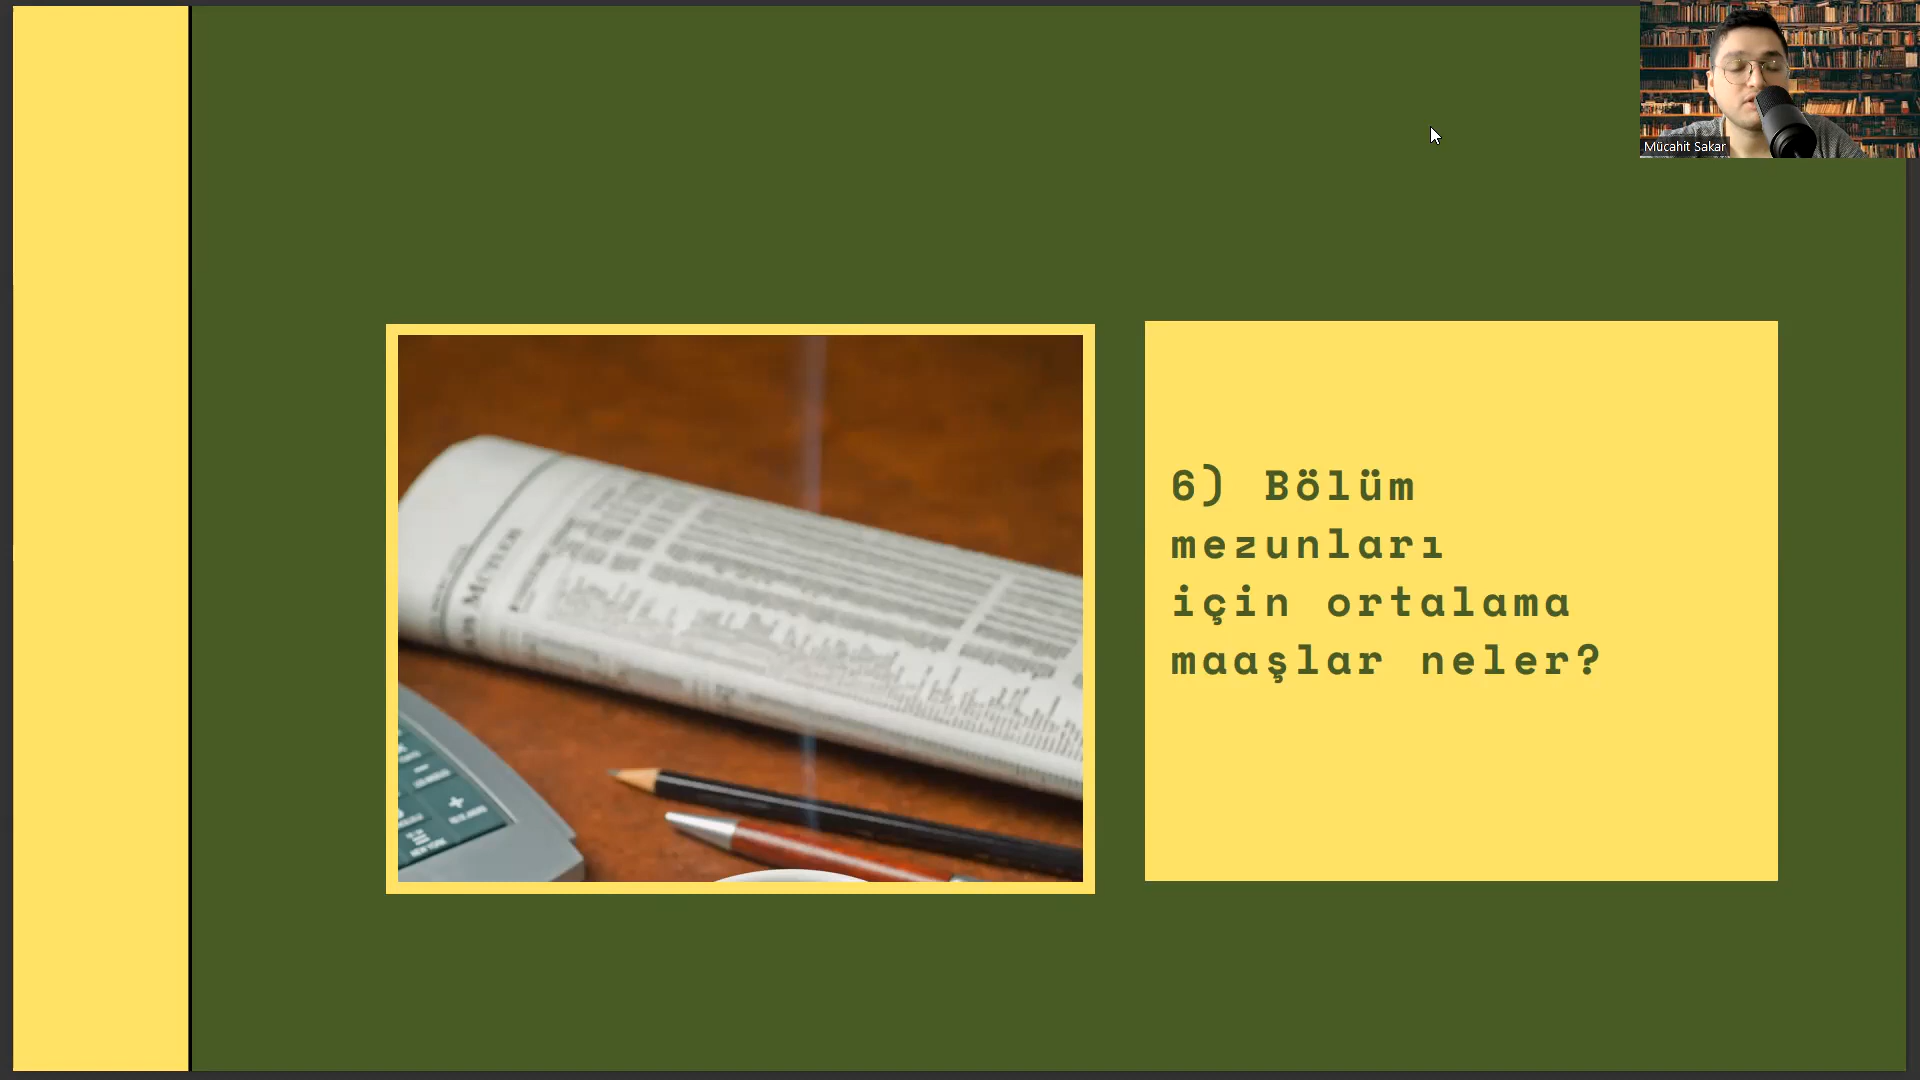 Mücahit Sakar
6) Bölüm
mezunları
için ortalama
maaşlar neler?